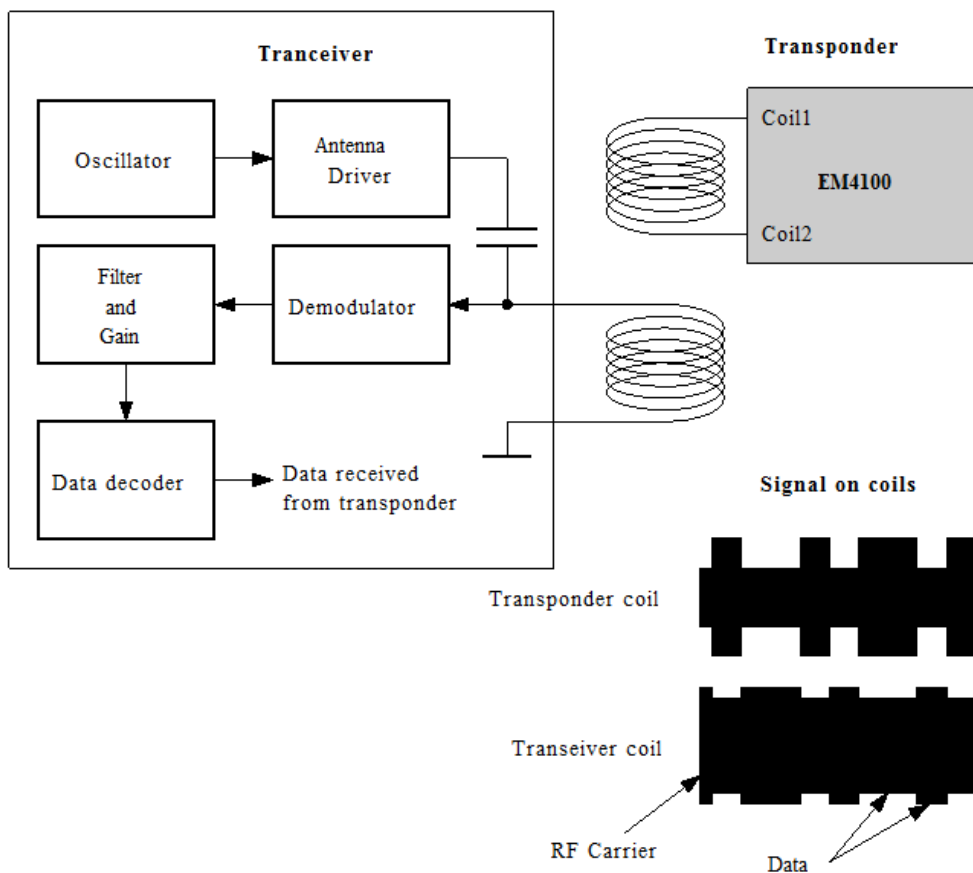 Tranceiver
Transponder
Oscillator
Antenna
Driver
Coil1
EM4100
Coil2
Filter
and
Gain
Demodulator
Data decoder
Data received
from transponder
Signal on coils
Transponder coil
Transeiver coil
RF Carrier
Data